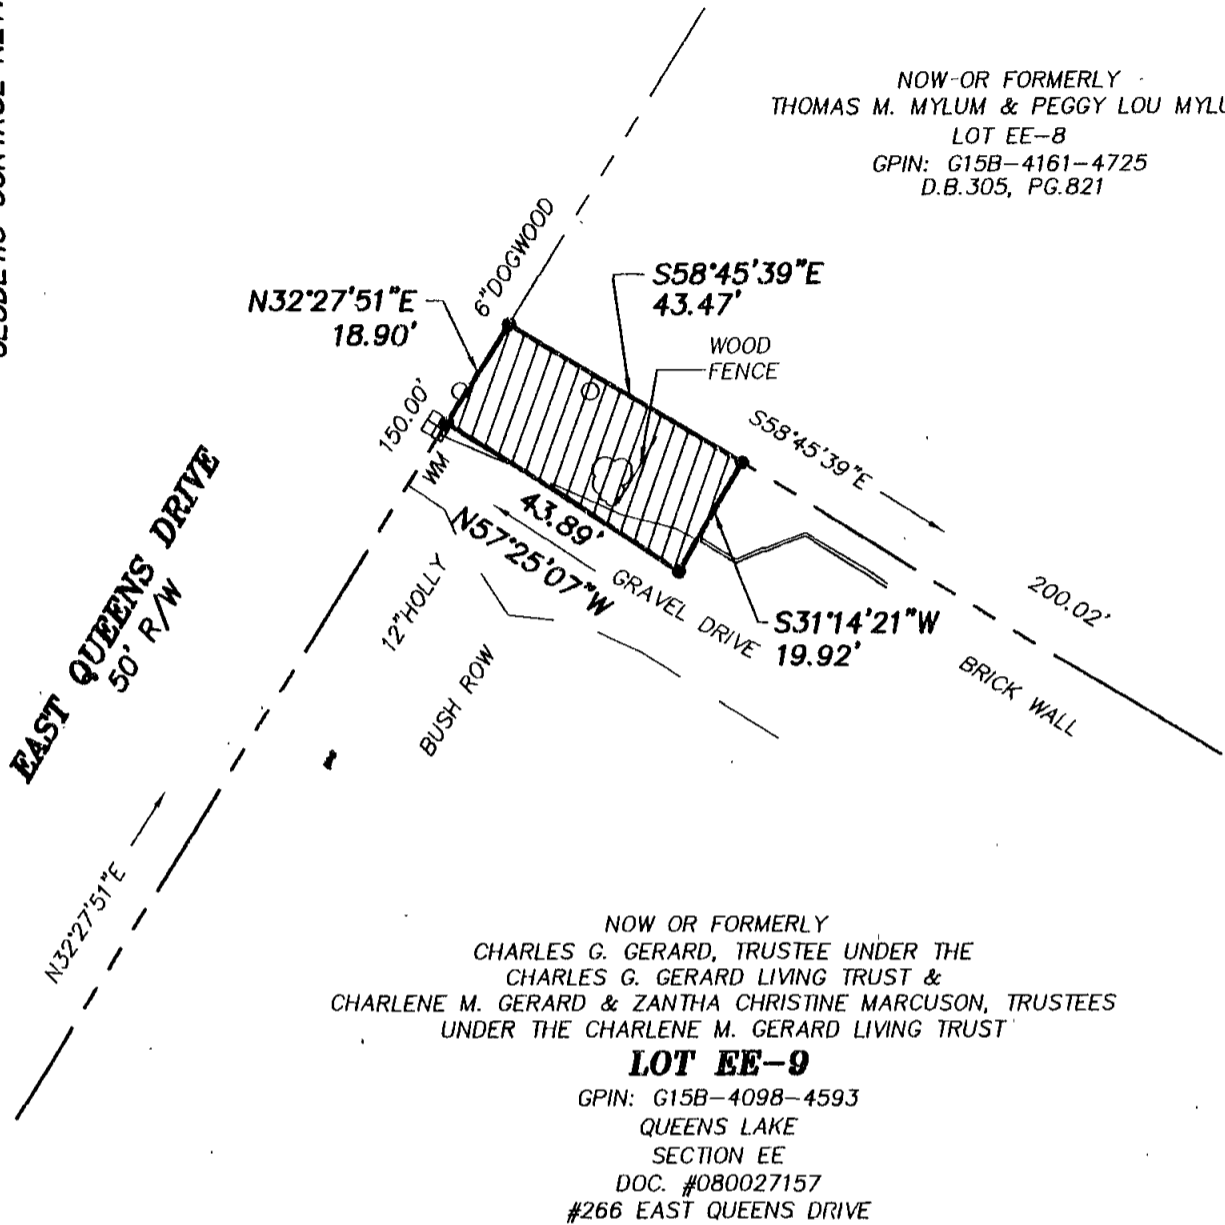 NOW OR FORMERLY
THOMAS M. MYLUM & PEGGY LOU
LOT EE-8
GPIN: G15B-4161-4725
D.B.305, PG.821
6"DOGWOOD
N32°27'51"E
18.90'
S58°45'39"E
43.47'
WOOD
FENCE
150.00'
WM
S58°45'39"E
43.89'
N57°25'07"W
GRAVEL DRIVE
S31°14'21"W
19.92'
200.02'
BRICK WALL
12"HOLLY
BUSH ROW
EAST QUEENS DRIVE
50' R/W
N32°27'51"E
NOW OR FORMERLY
CHARLES G. GERARD, TRUSTEE UNDER THE
CHARLES G. GERARD LIVING TRUST &
CHARLENE M. GERARD & ZANTHA CHRISTINE MARCUSON, TRUSTEES
UNDER THE CHARLENE M. GERARD LIVING TRUST
LOT EE-9
GPIN: G15B-4098-4593
QUEENS LAKE
SECTION EE
DOC. #080027157
#266 EAST QUEENS DRIVE